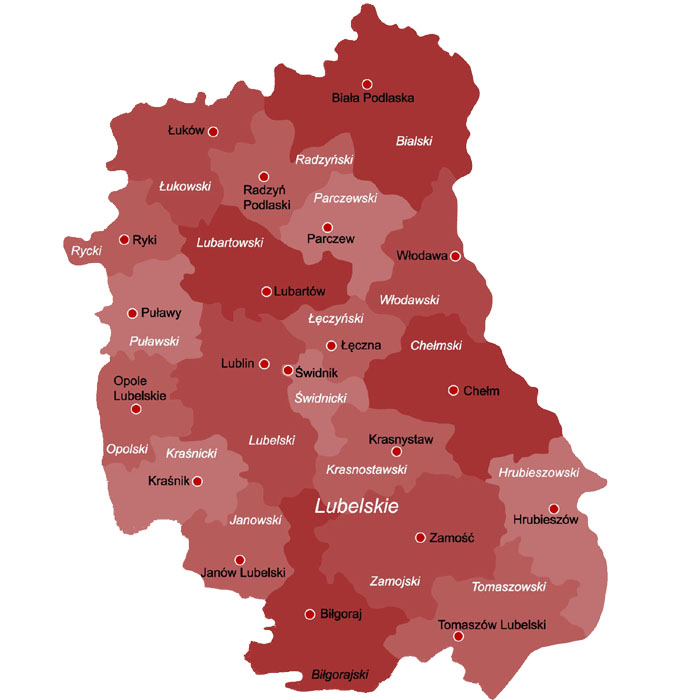 Biała Podlaska
Łuków
Bialski
Radzyński
Łukowski
Radzyń
Podlaski
Parczewski
Ryki
Lubartowski
Parczew
Rycki
Włodawa
Lubartów
Włodawski
Puławy
Łęczyński
Puławski
Łęczna
Chełmski
Lublin
Świdnik
Opole
Lubelskie
Chełm
Świdnicki
Lubelski
Krasnystaw
Opolski
Kraśnicki
Krasnostawski
Hrubieszowski
Kraśnik
Lubelskie
Janowski
Hrubieszów
Zamość
Janów Lubelski
Zamojski
Tomaszowski
Biłgoraj
Tomaszów Lubelski
Biłgorajski